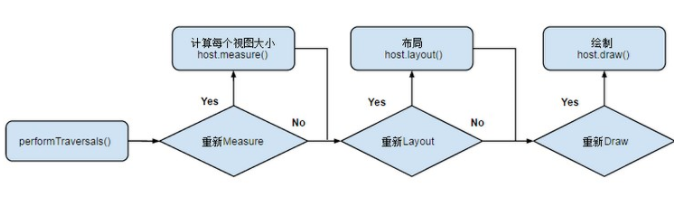 计算每个视图大小
host.measure()
布局
host.layout()
绘制
host.draw()
Yes
No
Yes
No
Yes
performTraversals()
重新Measure
重新Layout
重新Draw